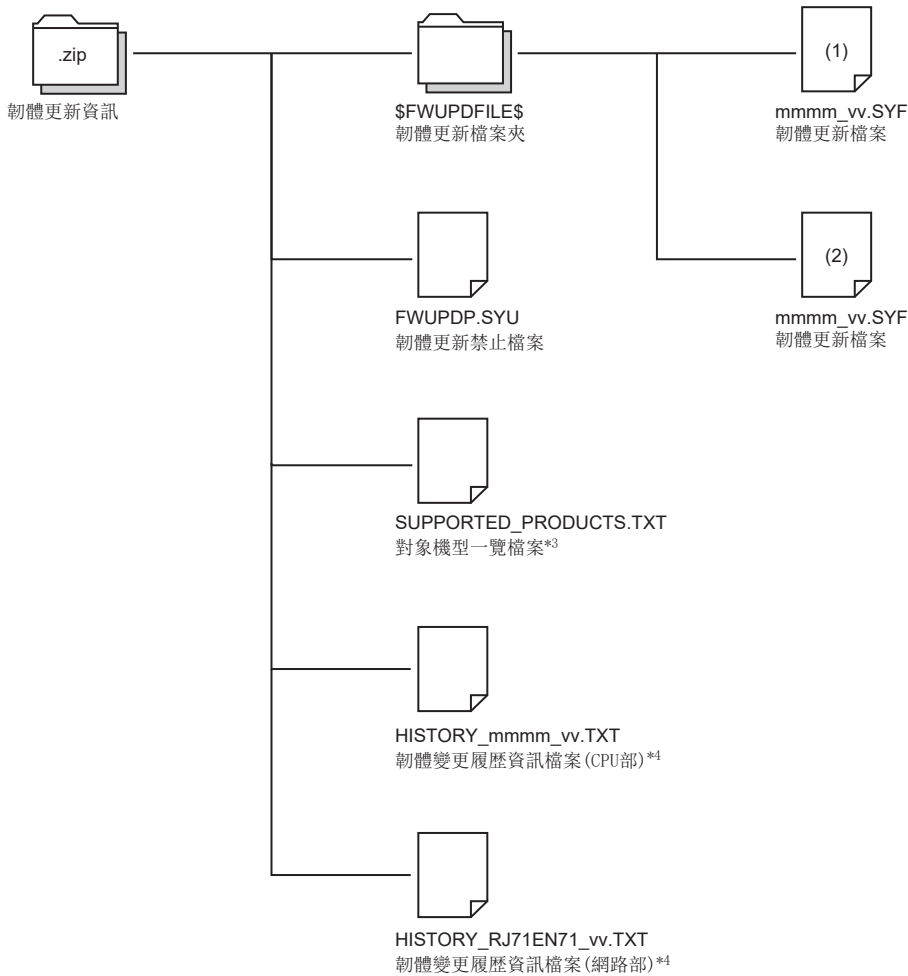 .zip
韌體更新資訊
$FWUPDFILE$
韌體更新檔案夾
(1)
mmmm_vv.SYF
韌體更新檔案
FWUPDP.SYU
韌體更新禁止檔案
(2)
mmmm_vv.SYF
韌體更新檔案
SUPPORTED_PRODUCTS.TXT
對象機型一覽檔案*3
HISTORY_mmmm_vv.TXT
韌體變更履歷資訊檔案(CPU部)*4
HISTORY_RJ71EN71_vv.TXT
韌體變更履歷資訊檔案(網路部)*4